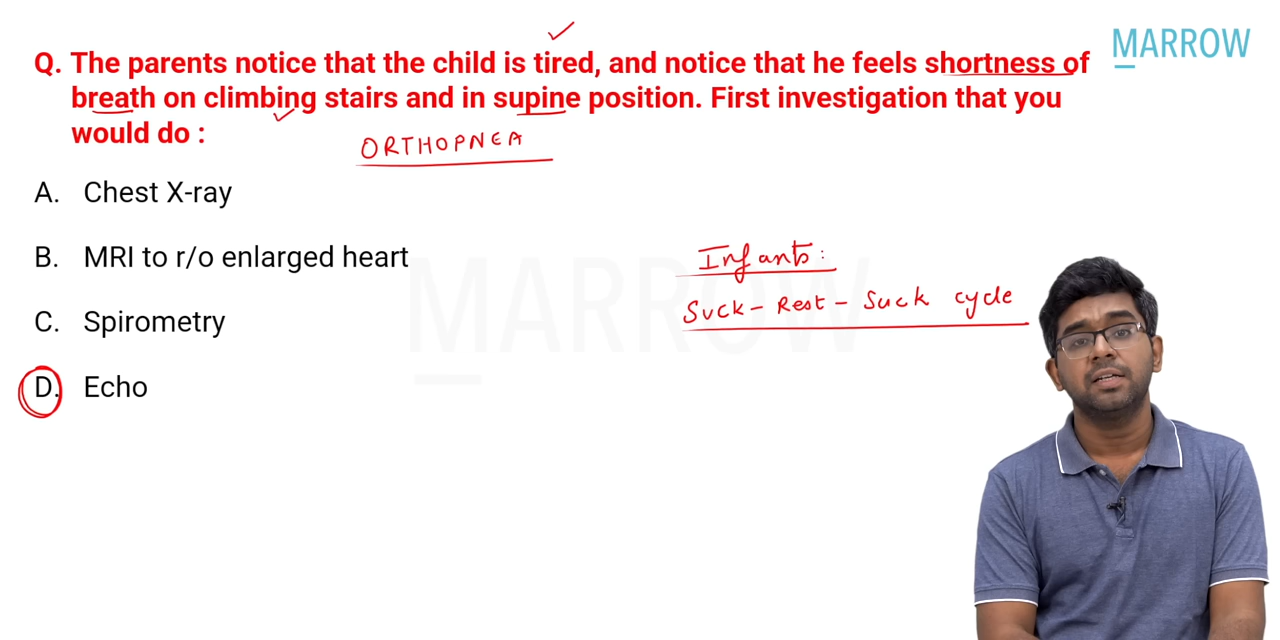 MARROW
Q. The parents notice that the child is tired, and notice that he feels shortness of
breath on climbing stairs and in supine position. First investigation that you
would do :
ORTHOPNEA
A. Chest X-ray
B. MRI to r/o enlarged heart
C. Spirometry
D. Echo
Infants:
Suck - Rest - Suck cycle
MARROW